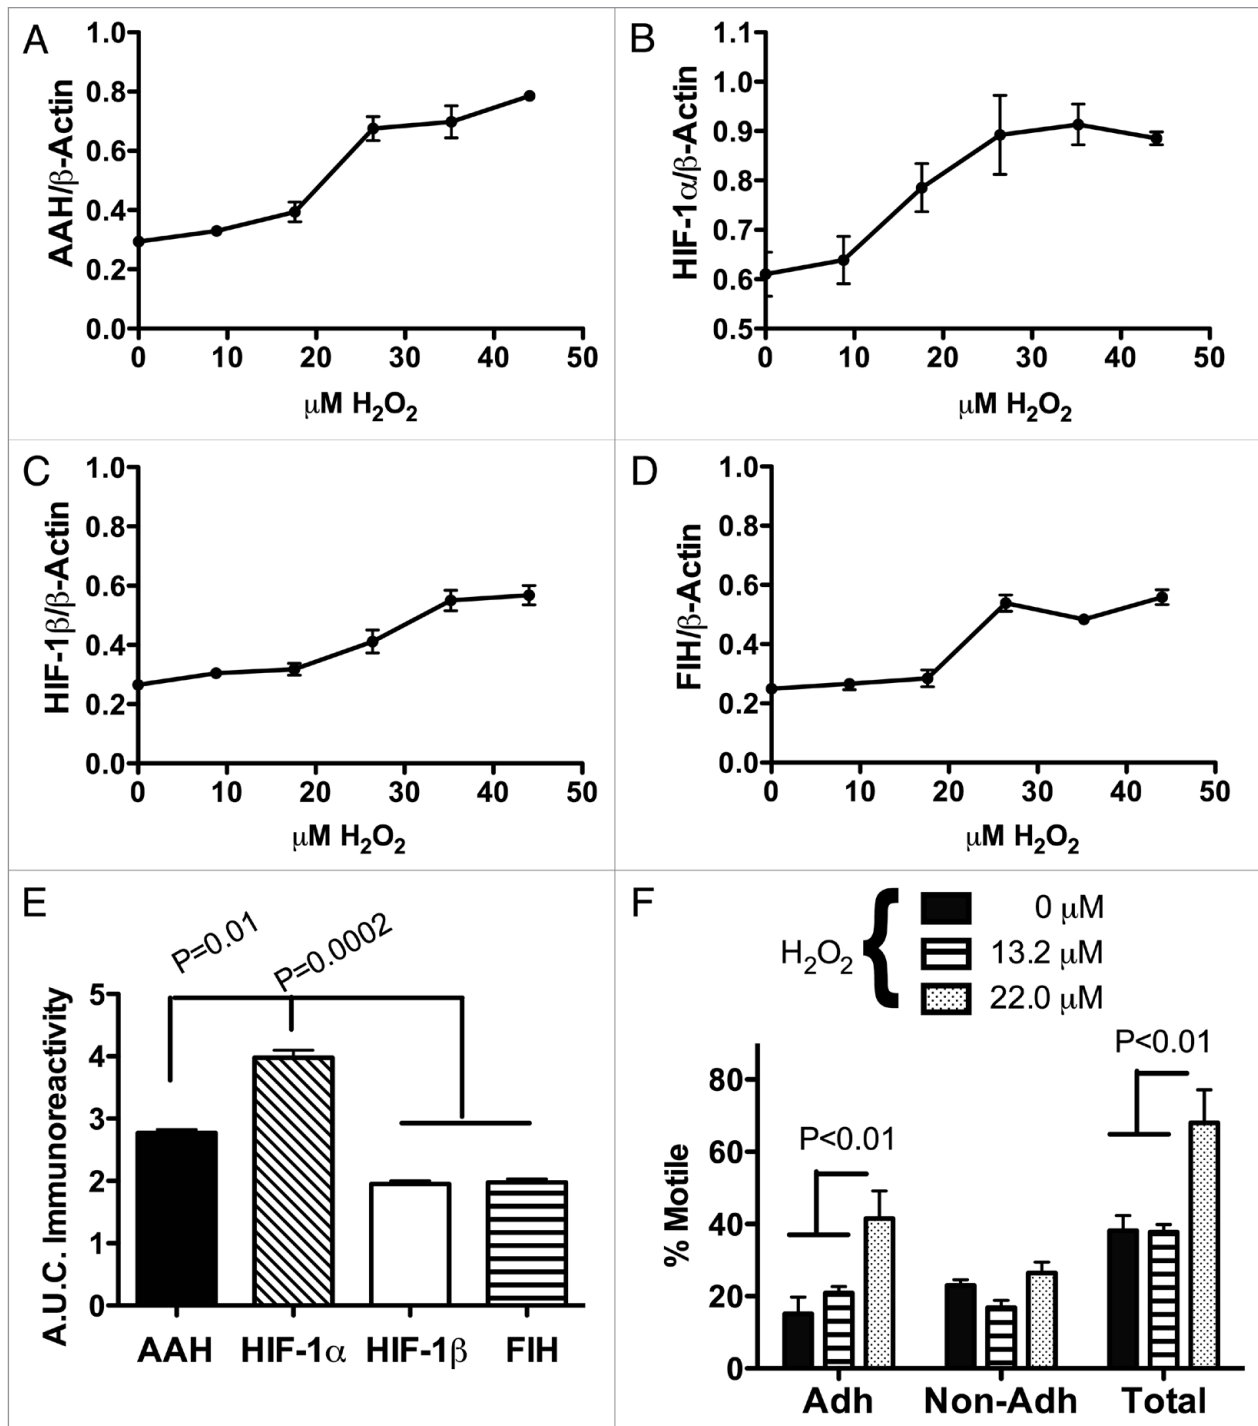 A
AAH/β-Actin
1.0
0.8
0.6
0.4
0.2
0.0
0 10 20 30 40 50
μM H₂O₂
B
HIF-1α/β-Actin
1.1
1.0
0.9
0.8
0.7
0.6
0.5
0 10 20 30 40 50
μM H₂O₂
C
HIF-1β/β-Actin
1.0
0.8
0.6
0.4
0.2
0.0
0 10 20 30 40 50
μM H₂O₂
D
FIH/β-Actin
1.0
0.8
0.6
0.4
0.2
0.0
0 10 20 30 40 50
μM H₂O₂
E
P=0.01
P=0.0002
A.U.C. Immunoreactivity
5
4
3
2
1
0
AAH HIF-1α HIF-1β FIH
F
H₂O₂ {
0 μM
13.2 μM
22.0 μM
% Motile
80
60
40
20
0
P<0.01
P<0.01
Adh Non-Adh Total